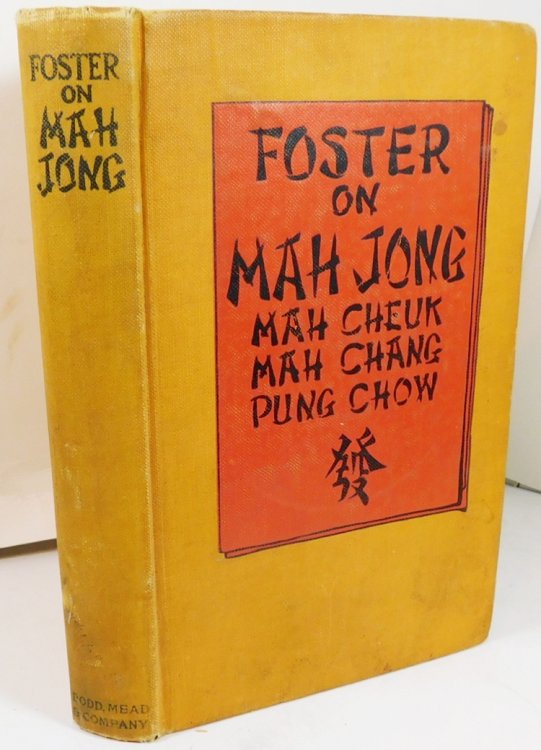 FOSTER
ON
MAH
JONG
DODD, MEAD
& COMPANY
FOSTER
ON
MAH JONG
MAH CHEUK
MAH CHANG
PUNG CHOW
發